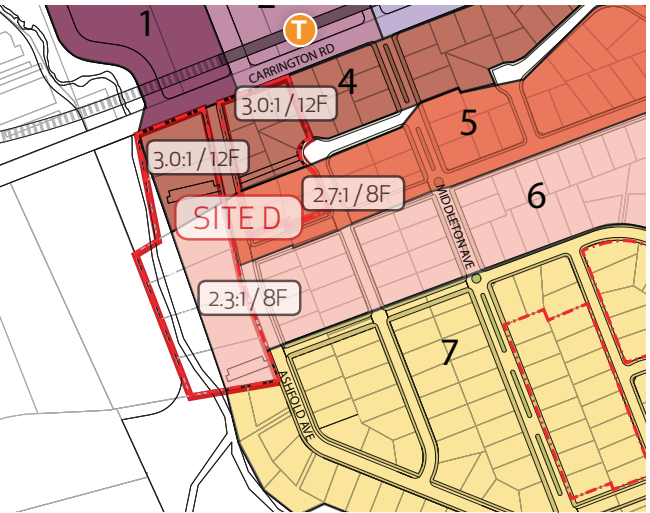 1
2
T
CARRINGTON RD
4
3.0:1 / 12F
5
3.0:1 / 12F
2.7:1 / 8F
6
MIDDLETON AVE
SITE D
2.3:1 / 8F
7
ASHFOLD AVE